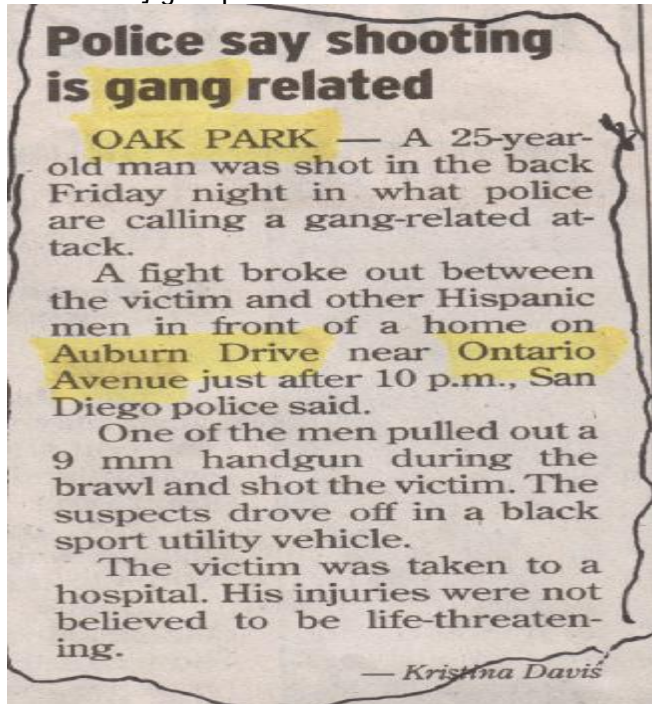 Police say shooting
is gang related
OAK PARK — A 25-year-
old man was shot in the back
Friday night in what police
are calling a gang-related at-
tack.
A fight broke out between
the victim and other Hispanic
men in front of a home on
Auburn Drive near Ontario
Avenue just after 10 p.m., San
Diego police said.
One of the men pulled out a
9 mm handgun during the
brawl and shot the victim. The
suspects drove off in a black
sport utility vehicle.
The victim was taken to a
hospital. His injuries were not
believed to be life-threaten-
ing.
— Kristina Davis